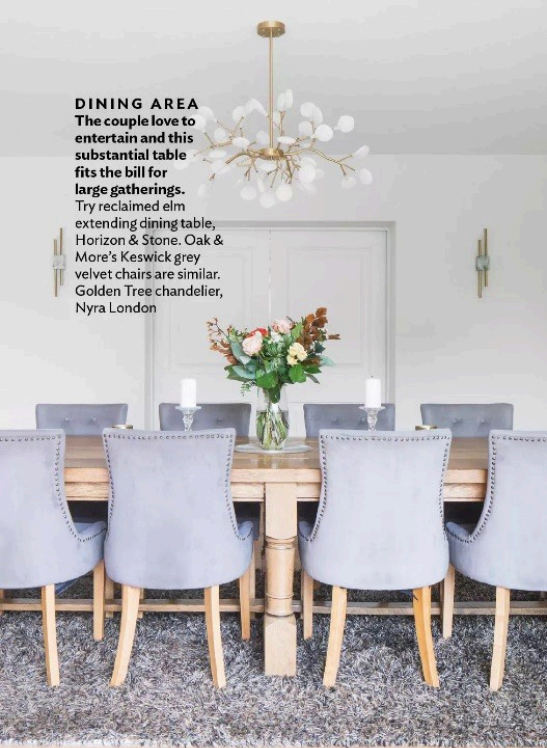 DINING AREA
The couple love to
entertain and this
substantial table
fits the bill for
large gatherings.
Try reclaimed elm
extending dining table,
Horizon & Stone. Oak &
More’s Keswick grey
velvet chairs are similar.
Golden Tree chandelier,
Nyra London